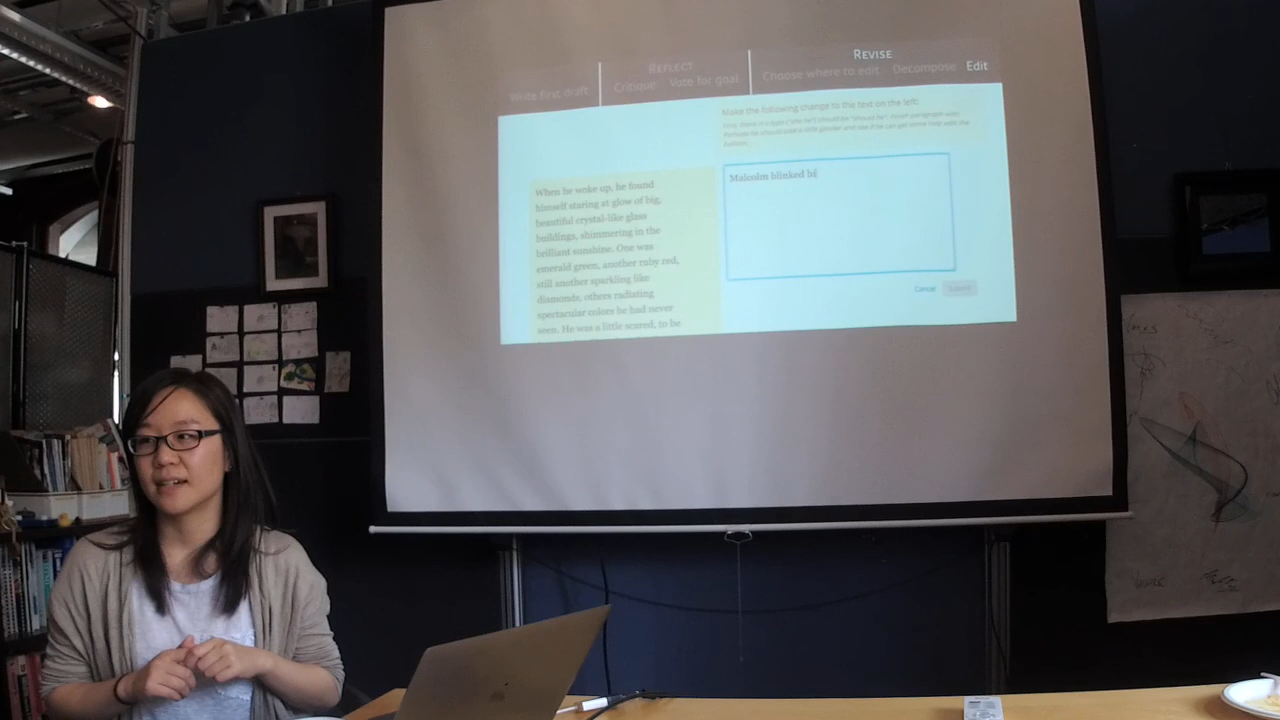 REFLECT
REVISE
Write first draft
Critique Vote for goal
Choose where to edit Decompose Edit
Make the following change to the text on the left:
When he woke up, he found
himself staring at glow of big,
beautiful crystal-like glass
buildings, shimmering in the
brilliant sunshine. One was
emerald green, another ruby red,
still another sparkling like
diamonds, others radiating
spectacular colors he had never
seen. He was a little scared, to be
Malcolm blinked bi
Cancel Submit